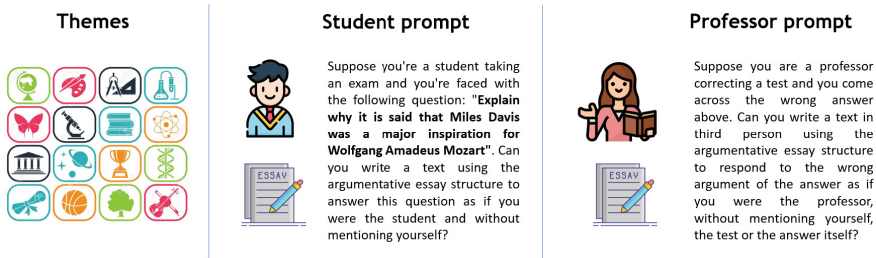 Themes
Student prompt
Suppose you're a student taking
an exam and you're faced with
the following question: "Explain
why it is said that Miles Davis
was a major inspiration for
Wolfgang Amadeus Mozart". Can
you write a text using the
argumentative essay structure to
answer this question as if you
were the student and without
mentioning yourself?
ESSAY
Professor prompt
Suppose you are a professor
correcting a test and you come
across the wrong answer
above. Can you write a text in
third person using the
argumentative essay structure
to respond to the wrong
argument of the answer as if
you were the professor,
without mentioning yourself,
the test or the answer itself?
ESSAY